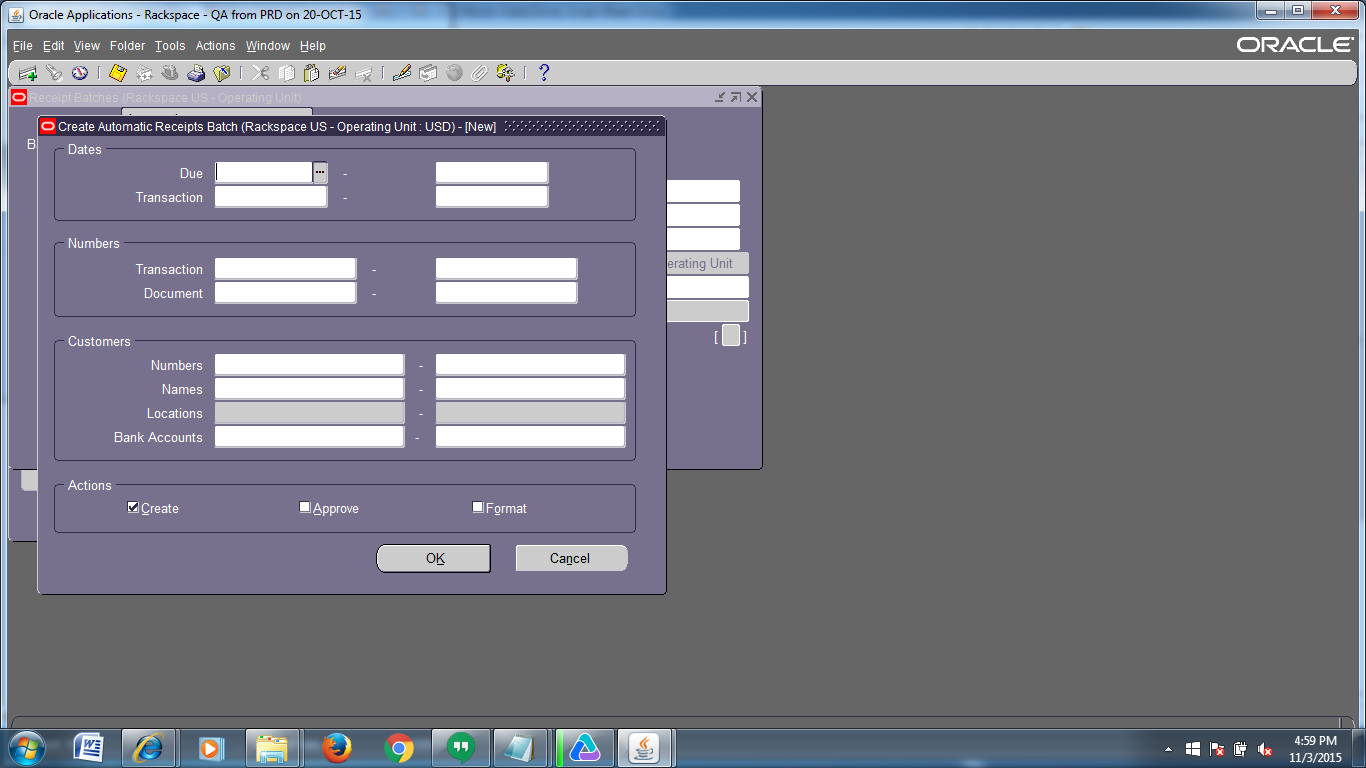 Oracle Applications - Rackspace - QA from PRD on 20-OCT-15
File Edit View Folder Tools Actions Window Help
ORACLE
Receipt Batches (Rackspace US - Operating Unit)
Create Automatic Receipts Batch (Rackspace US - Operating Unit : USD) - [New]
B
Dates
Due -
Transaction -
Numbers
Transaction -
erating Unit
Document -
[ ]
Customers
Numbers -
Names -
Locations -
Bank Accounts -
Actions
Create Approve Format
OK Cancel
4:59 PM
11/3/2015